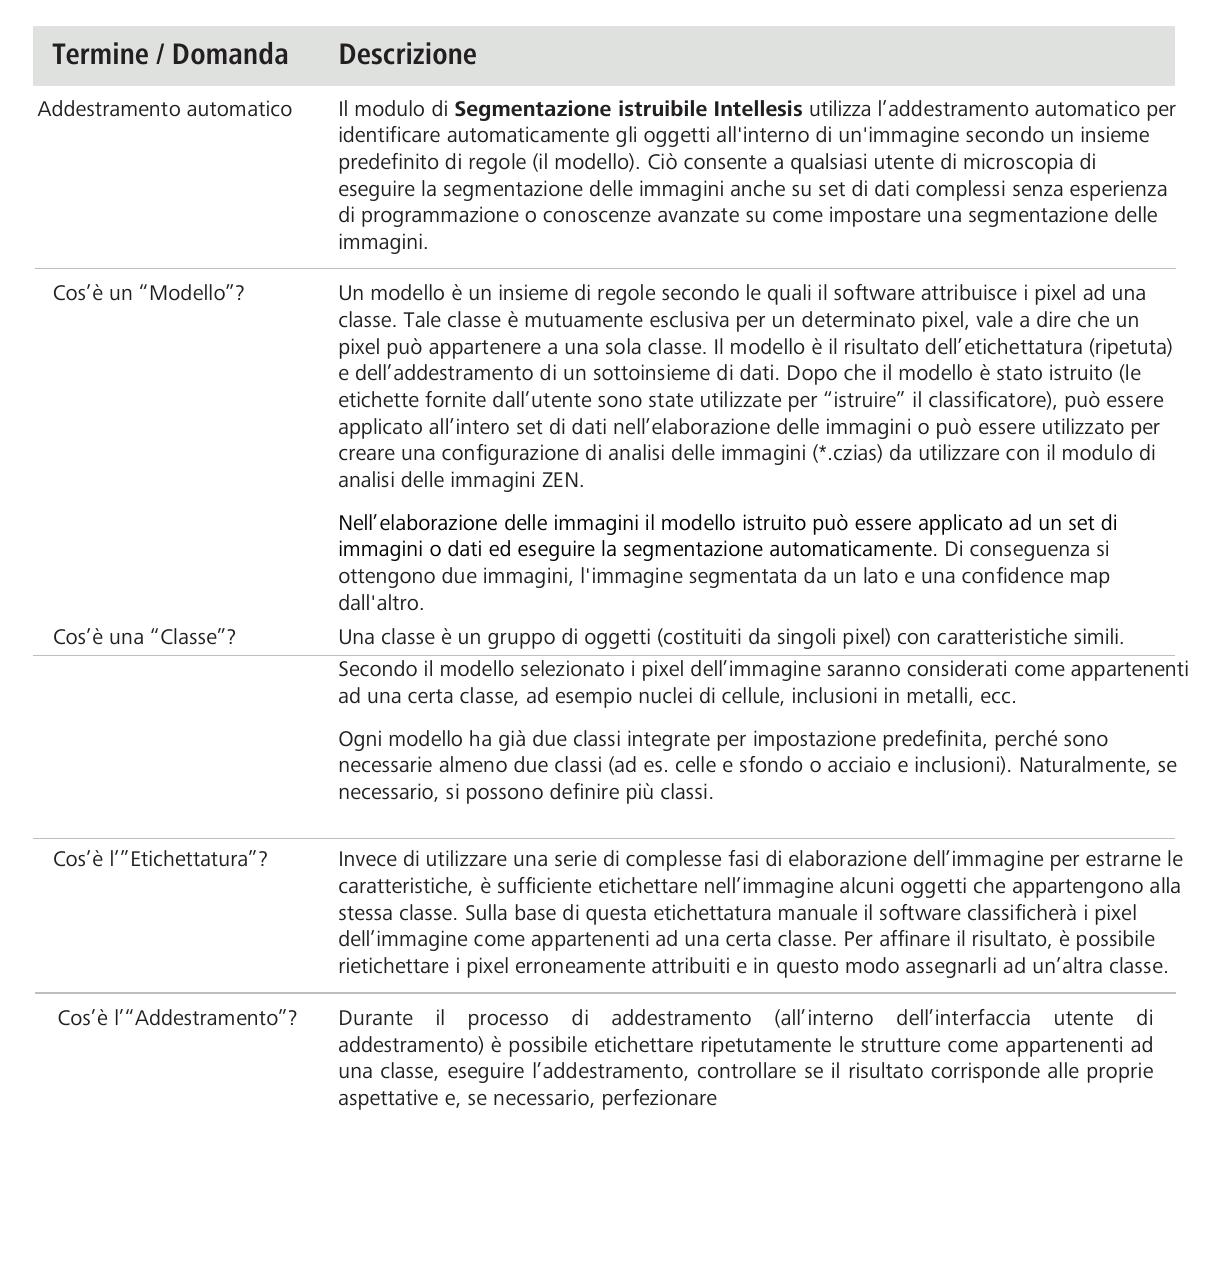 Termine / Domanda Descrizione
Addestramento automatico Il modulo di Segmentazione istruibile Intellesis utilizza l’addestramento automatico per
identificare automaticamente gli oggetti all'interno di un'immagine secondo un insieme
predefinito di regole (il modello). Ciò consente a qualsiasi utente di microscopia di
eseguire la segmentazione delle immagini anche su set di dati complessi senza esperienza
di programmazione o conoscenze avanzate su come impostare una segmentazione delle
immagini.
Cos’è un “Modello”? Un modello è un insieme di regole secondo le quali il software attribuisce i pixel ad una
classe. Tale classe è mutuamente esclusiva per un determinato pixel, vale a dire che un
pixel può appartenere a una sola classe. Il modello è il risultato dell’etichettatura (ripetuta)
e dell’addestramento di un sottoinsieme di dati. Dopo che il modello è stato istruito (le
etichette fornite dall’utente sono state utilizzate per “istruire” il classificatore), può essere
applicato all’intero set di dati nell’elaborazione delle immagini o può essere utilizzato per
creare una configurazione di analisi delle immagini (*.czias) da utilizzare con il modulo di
analisi delle immagini ZEN.
Nell’elaborazione delle immagini il modello istruito può essere applicato ad un set di
immagini o dati ed eseguire la segmentazione automaticamente. Di conseguenza si
ottengono due immagini, l'immagine segmentata da un lato e una confidence map
dall'altro.
Cos’è una “Classe”? Una classe è un gruppo di oggetti (costituiti da singoli pixel) con caratteristiche simili.
Secondo il modello selezionato i pixel dell’immagine saranno considerati come appartenenti
ad una certa classe, ad esempio nuclei di cellule, inclusioni in metalli, ecc.
Ogni modello ha già due classi integrate per impostazione predefinita, perché sono
necessarie almeno due classi (ad es. celle e sfondo o acciaio e inclusioni). Naturalmente, se
necessario, si possono definire più classi.
Cos’è l’”Etichettatura”? Invece di utilizzare una serie di complesse fasi di elaborazione dell’immagine per estrarne le
caratteristiche, è sufficiente etichettare nell’immagine alcuni oggetti che appartengono alla
stessa classe. Sulla base di questa etichettatura manuale il software classificherà i pixel
dell’immagine come appartenenti ad una certa classe. Per affinare il risultato, è possibile
rietichettare i pixel erroneamente attribuiti e in questo modo assegnarli ad un’altra classe.
Cos’è l’“Addestramento”? Durante il processo di addestramento (all’interno dell’interfaccia utente di
addestramento) è possibile etichettare ripetutamente le strutture come appartenenti ad
una classe, eseguire l’addestramento, controllare se il risultato corrisponde alle proprie
aspettative e, se necessario, perfezionare